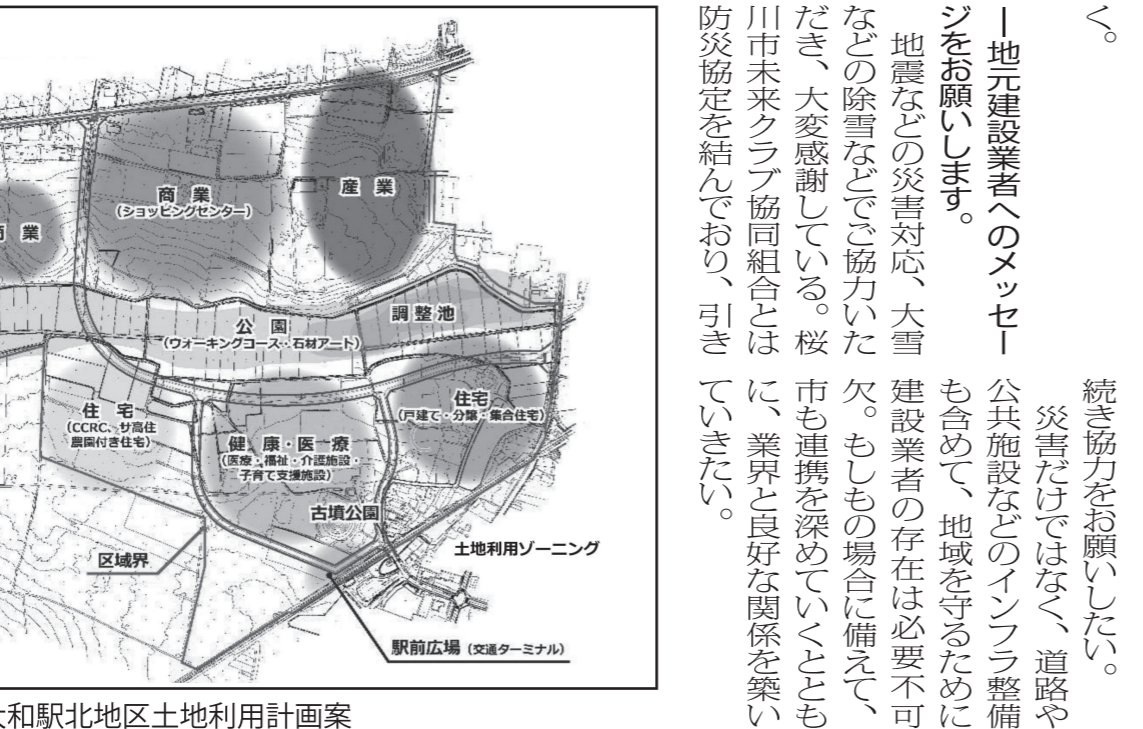 く。
ー地元建設業者へのメッセー
ジをお願いします。
地震などの災害対応、大雪
などの除雪などでご協力いた
だき、大変感謝している。桜
川市未来クラブ協同組合とは
防災協定を結んでおり、引き
続き協力をお願いしたい。
災害だけではなく、道路や
公共施設などのインフラ整備
も含めて、地域を守るために
建設業者の存在は必要不可
欠。もしもの場合に備えて、
市も連携を深めていくととも
に、業界と良好な関係を築い
ていきたい。
産 業
商 業
(ショッピングセンター)
業
調整池
公 園
(ウォーキングコース・石材アート)
住 宅
(CCRC、サ高住
農園付き住宅)
健 康・医 療
(医療・福祉・介護施設・
子育て支援施設)
住宅
(戸建て・分譲・集合住宅)
古墳公園
区域界
土地利用ゾーニング
駅前広場 (交通ターミナル)
大和駅北地区土地利用計画案